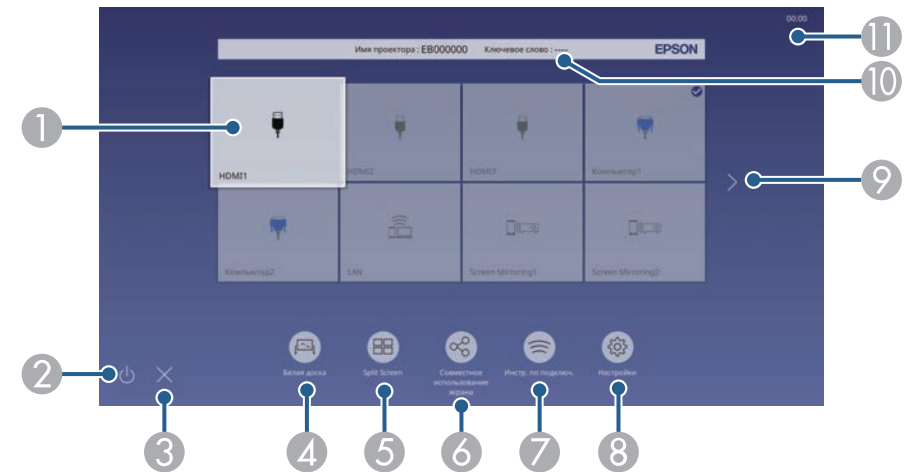 00:00
Имя проектора : EB000000 Ключевое слово : ---- EPSON
HDMI1 HDMI2 HDMI3 Компьютер1
Компьютер2 LAN Screen Mirroring1 Screen Mirroring2
Белая доска Split Screen Совместное
использование
экрана Инстр. по подключ. Настройки
1
2
3
4
5
6
7
8
9
10
11